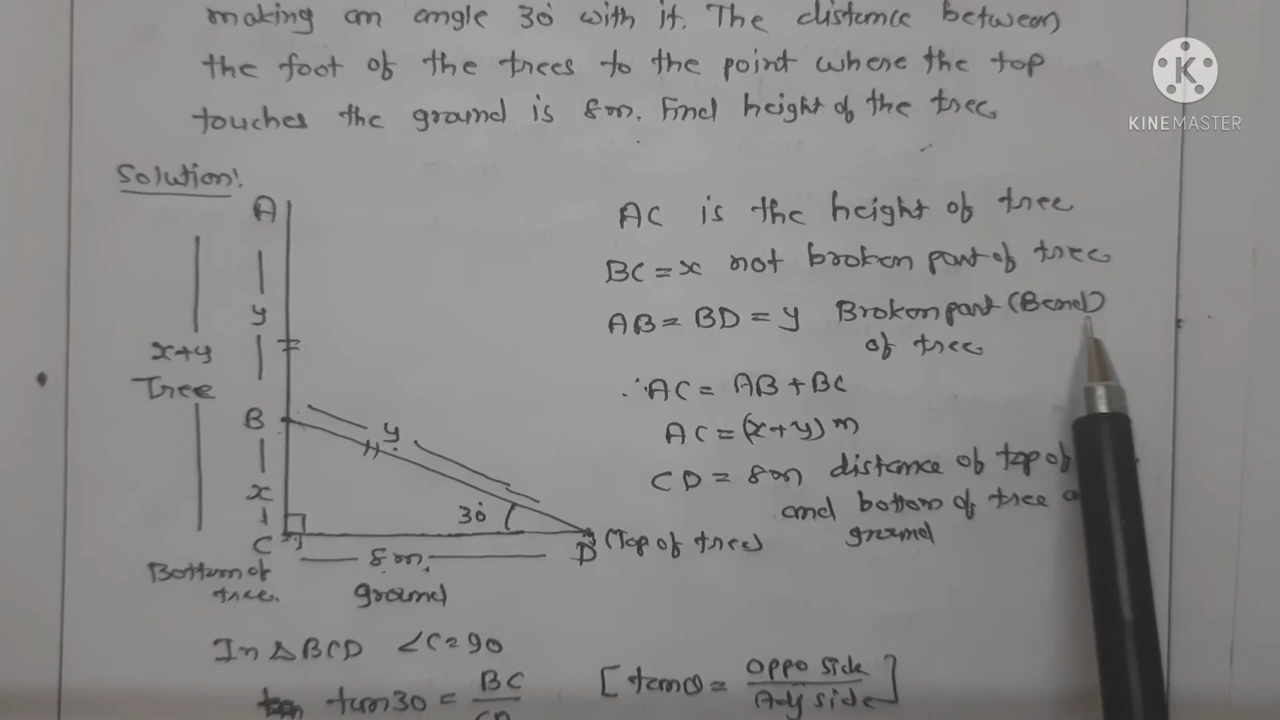 making an angle 30° with it. The distance between
the foot of the trees to the point where the top
touches the ground is 8m. Find height of the tree.
KINEMASTER
Solution!
A
AC is the height of tree
BC = x not broken part of tree
y
AB = BD = y Broken part (Bend)
of tree
x+y
Tree
∴ AC = AB + BC
B
y
AC = (x+y) m
CD = 8m distance of top of
x
30°
and bottom of tree
ground
C
D (Top of tree)
8m
Bottom of
tree.
ground
In △BCD <C=90
tan30 = BC
CD
[tanθ = Oppo side
Adj side]